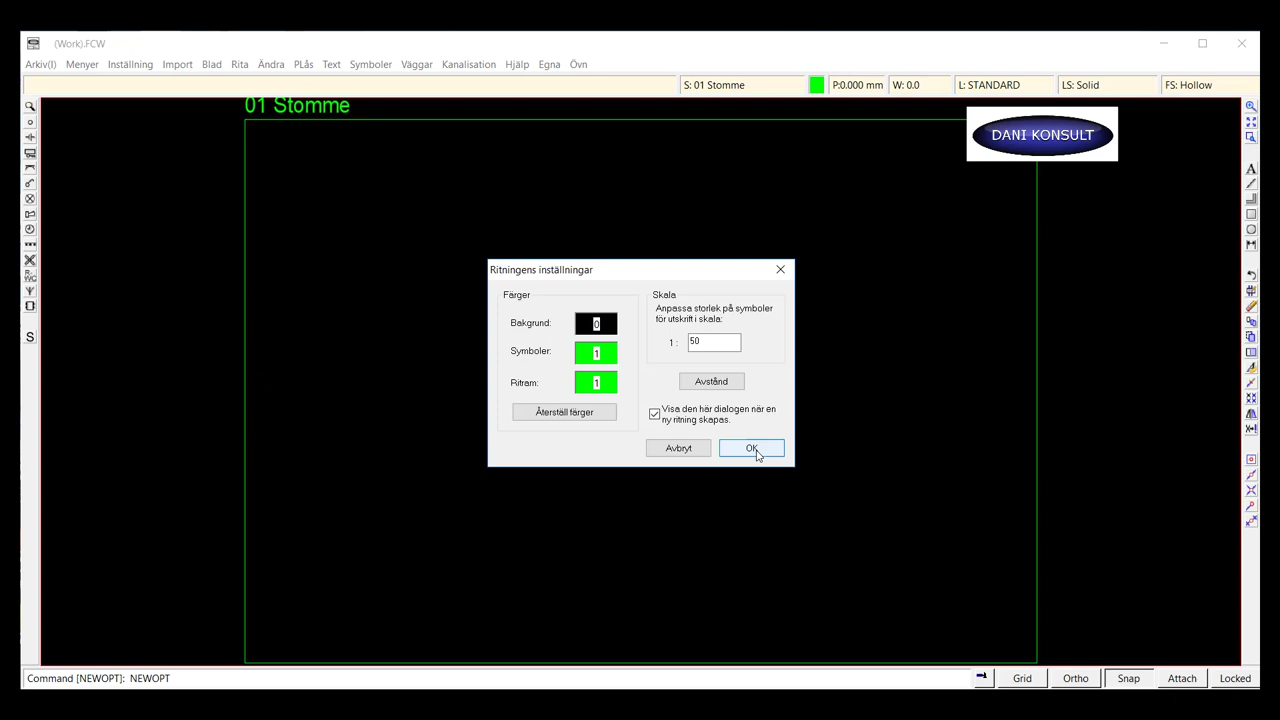 (Work).FCW
Arkiv(I) Menyer Inställning Import Blad Rita Ändra PLås Text Symboler Väggar Kanalisation Hjälp Egna Övn
S: 01 Stomme P:0.000 mm W: 0.0 L: STANDARD LS: Solid FS: Hollow
01 Stomme
DANI KONSULT
Ritningens inställningar
Färger
Bakgrund: 0
Symboler: 1
Ritram: 1
Återställ färger
Skala
Anpassa storlek på symboler
för utskrift i skala:
1 : 50
Avstånd
Visa den här dialogen när en
ny ritning skapas.
Avbryt OK
A
R-
WC
S
X+!
Command [NEWOPT]: NEWOPT Grid Ortho Snap Attach Locked